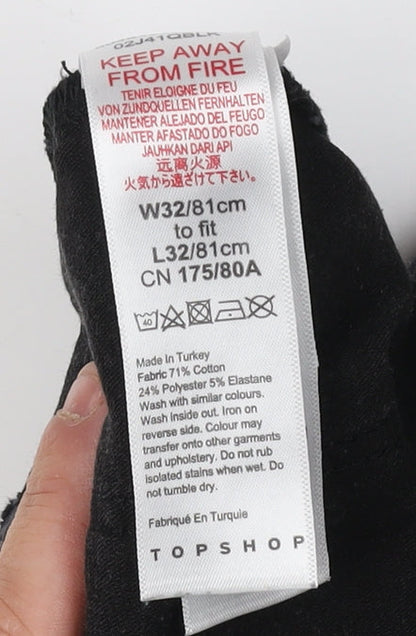 02J41QBLK
KEEP AWAY
FROM FIRE
TENIR ELOIGNE DU FEU
VON ZUNDQUELLEN FERNHALTEN
MANTENER ALEJADO DEL FEUGO
MANTER AFASTADO DO FOGO
JAUHKAN DARI API
远离火源
火気から遠ざけて下さい。
W32/81cm
to fit
L32/81cm
CN 175/80A
40
Made In Turkey
Fabric 71% Cotton
24% Polyester 5% Elastane
Wash with similar colours.
Wash inside out. Iron on
reverse side. Colour may
transfer onto other garments
and upholstery. Do not rub
isolated stains when wet. Do
not tumble dry.
Fabriqué En Turquie
TOPSHOP